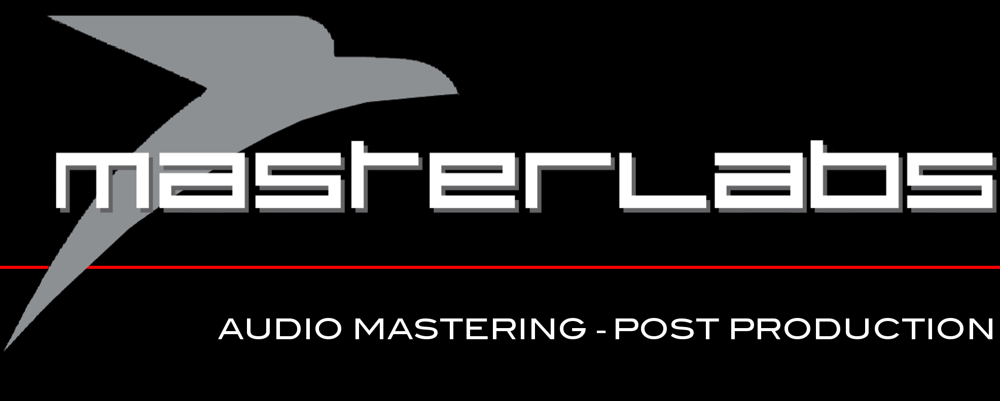 masterLabs
AUDIO MASTERING - POST PRODUCTION